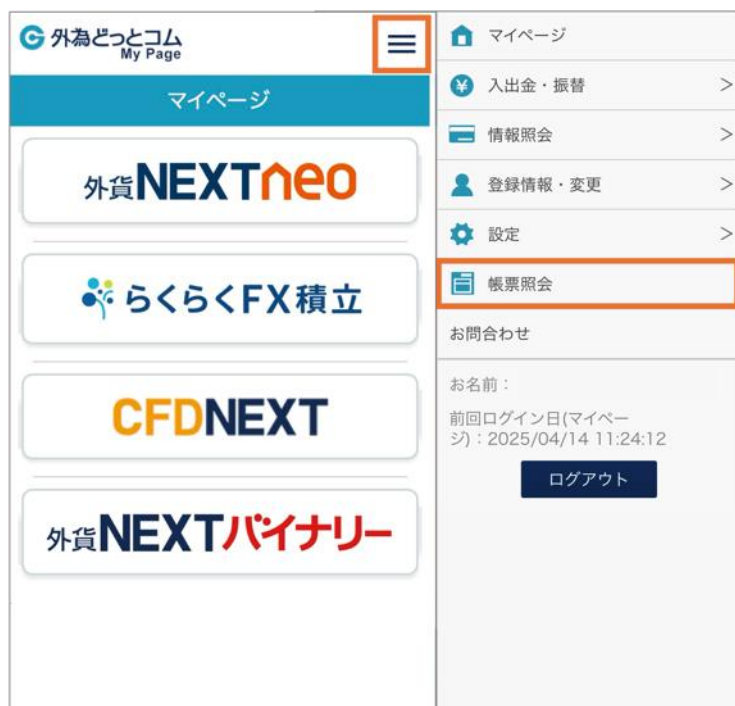 外為どっとコム
My Page
マイページ
外貨NEXTneo
らくらくFX積立
CFDNEXT
外貨NEXTバイナリー
マイページ
入出金・振替 >
情報照会 >
登録情報・変更 >
設定 >
帳票照会
お問合わせ
お名前：
前回ログイン日(マイペー
ジ)：2025/04/14 11:24:12
ログアウト